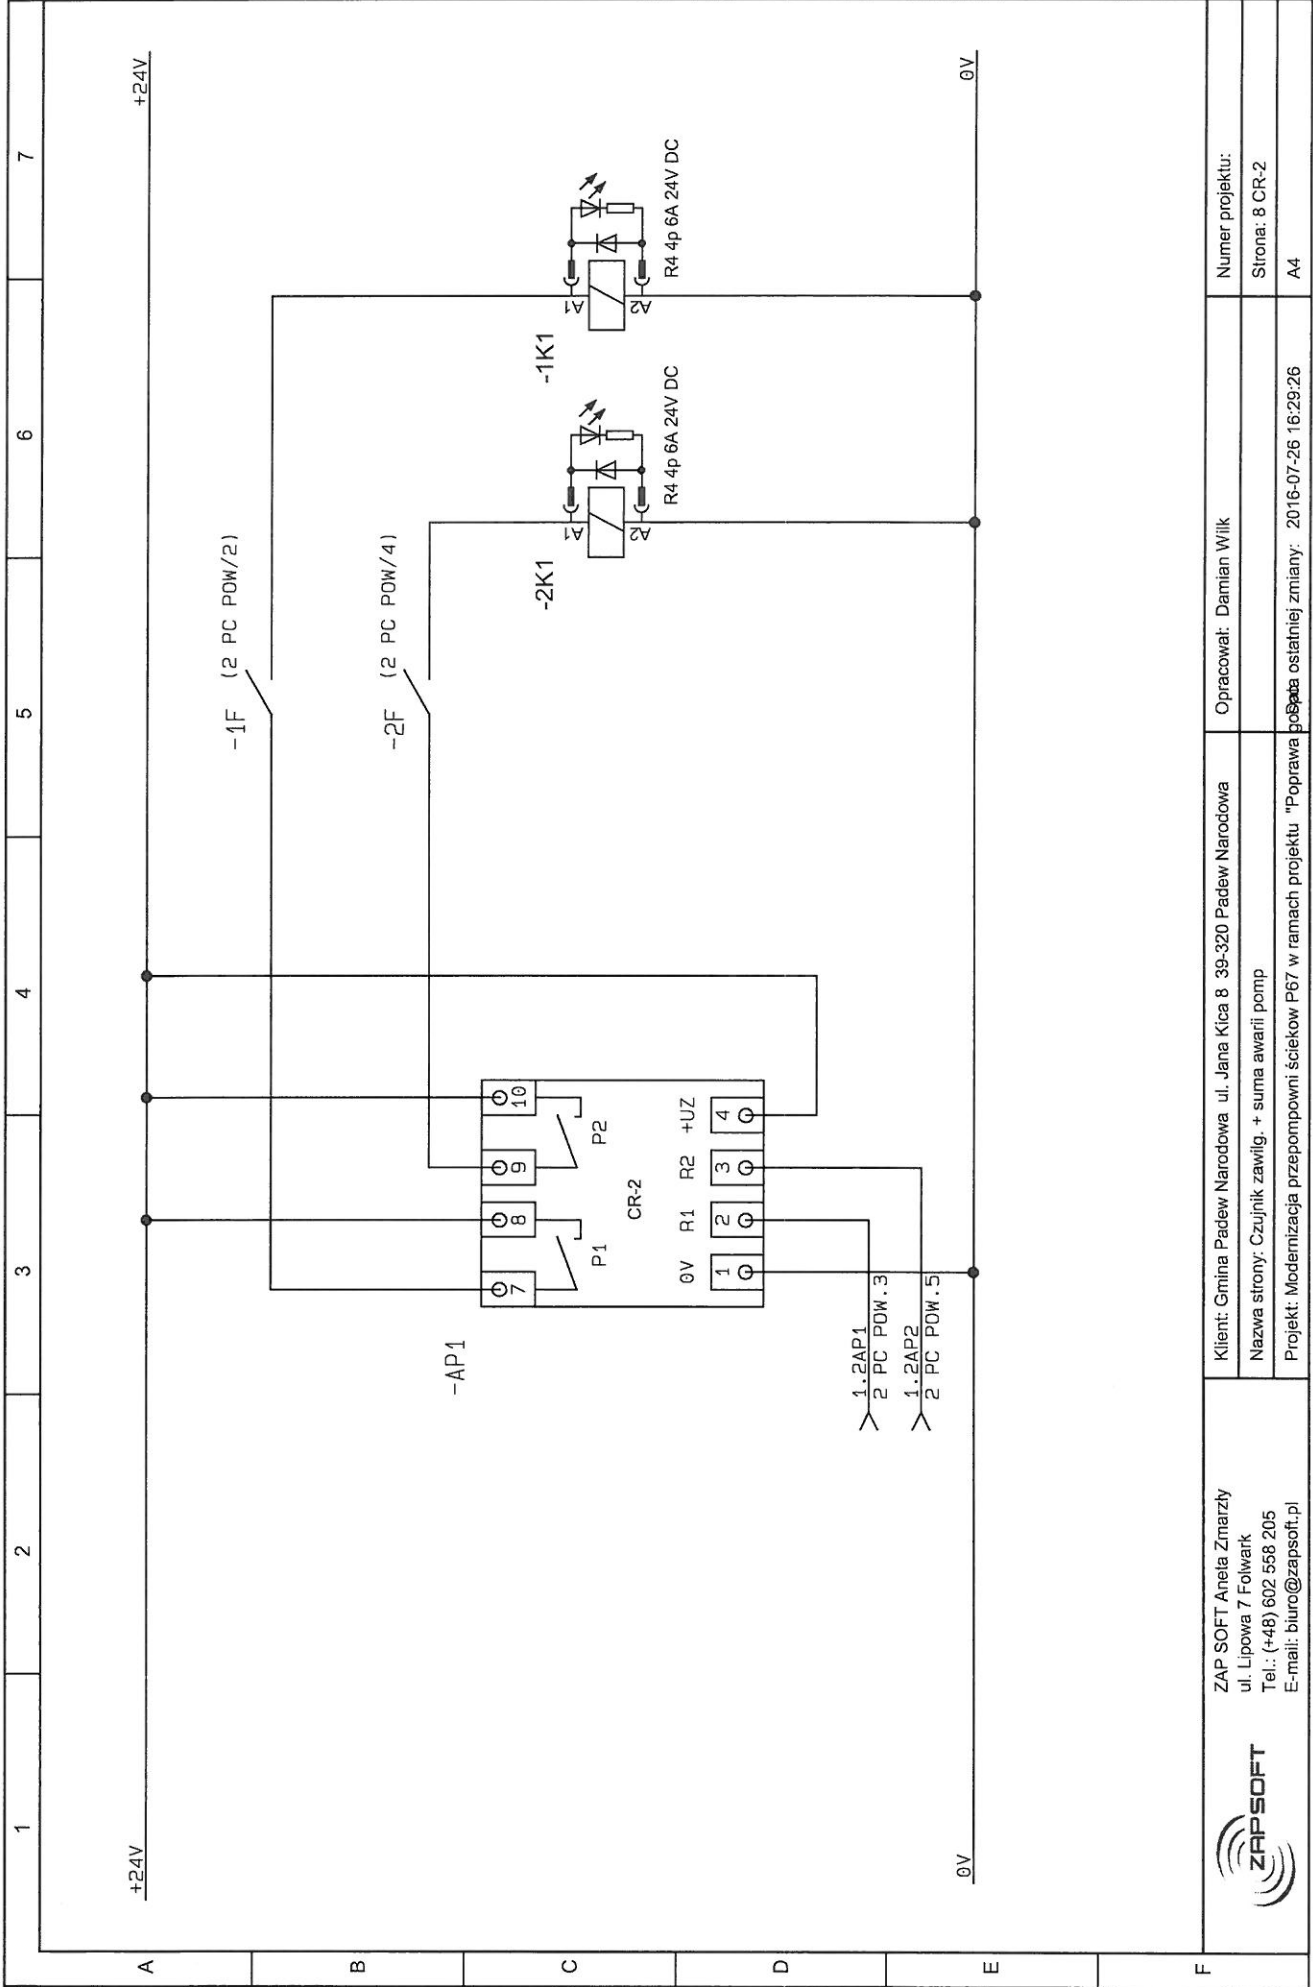 1 2 3 4 5 6 7
A
B
C
D
E
F
+24V
+24V
-1F (2 PC POW/2)
-2F (2 PC POW/4)
-AP1
7 8 9 10
P1 P2
CR-2
0V R1 R2 +UZ
1 2 3 4
-2K1
A1
A2
R4 4p 6A 24V DC
-1K1
A1
A2
R4 4p 6A 24V DC
1.2AP1
2 PC POW.3
1.2AP2
2 PC POW.5
0V
0V
ZAPSOFT
ZAP SOFT Aneta Zmarzły
ul. Lipowa 7 Folwark
Tel.: (+48) 602 558 205
E-mail: biuro@zapsoft.pl
Klient: Gmina Padew Narodowa ul. Jana Kica 8 39-320 Padew Narodowa
Nazwa strony: Czujnik zawilg. + suma awarii pomp
Projekt: Modernizacja przepompowni ściekow P67 w ramach projektu "Poprawa
Opracował: Damian Wilk
ostatniej zmiany: 2016-07-26 16:29:26
Numer projektu:
Strona: 8 CR-2
A4